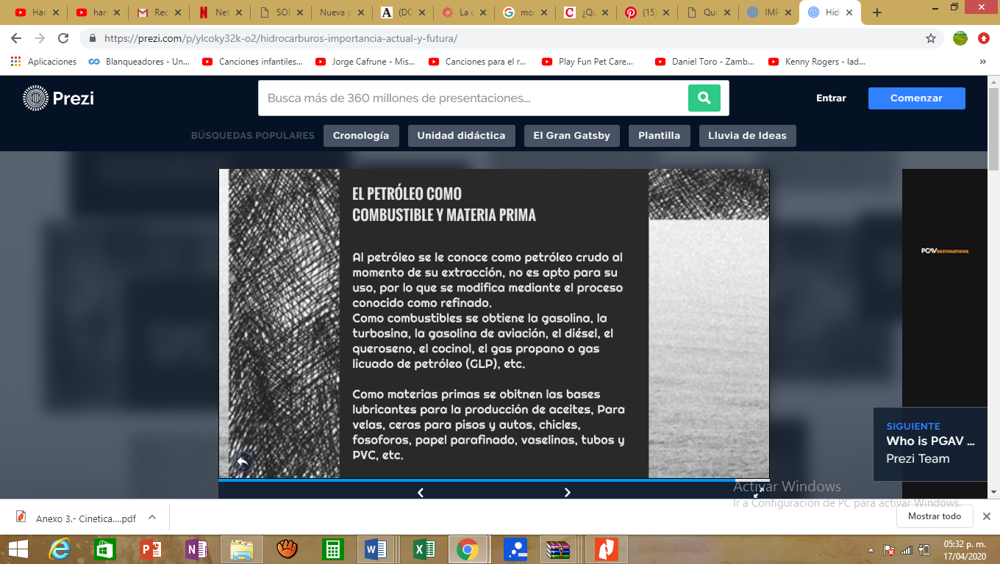 Har
han
Rec
Net
SOE
Nueva p
(DC
La c
mo
¿Qu
(15)
Qui
IMF
Hid
https://prezi.com/p/ylcoky32k-o2/hidrocarburos-importancia-actual-y-futura/
Aplicaciones
Blanqueadores - Un...
Canciones infantiles...
Jorge Cafrune - Mis...
Canciones para el r...
Play Fun Pet Care...
Daniel Toro - Zamb...
Kenny Rogers - lad...
Prezi
Busca más de 360 millones de presentaciones...
Entrar
Comenzar
BÚSQUEDAS POPULARES
Cronología
Unidad didáctica
El Gran Gatsby
Plantilla
Lluvia de Ideas
EL PETRÓLEO COMO
COMBUSTIBLE Y MATERIA PRIMA
Al petróleo se le conoce como petróleo crudo al
momento de su extracción, no es apto para su
uso, por lo que se modifica mediante el proceso
conocido como refinado.
Como combustibles se obtiene la gasolina, la
turbosina, la gasolina de aviación, el diésel, el
queroseno, el cocinol, el gas propano o gas
licuado de petróleo (GLP), etc.
Como materias primas se obitnen las bases
lubricantes para la producción de aceites, Para
velas, ceras para pisos y autos, chicles,
fosoforos, papel parafinado, vaselinas, tubos y
PVC, etc.
PGAV DESTINATIONS
SIGUIENTE
Who is PGAV ...
Prezi Team
Activar Windows
Ir a Configuración de PC para activar Windows.
Anexo 3.- Cinetica....pdf
Mostrar todo
05:32 p. m.
17/04/2020